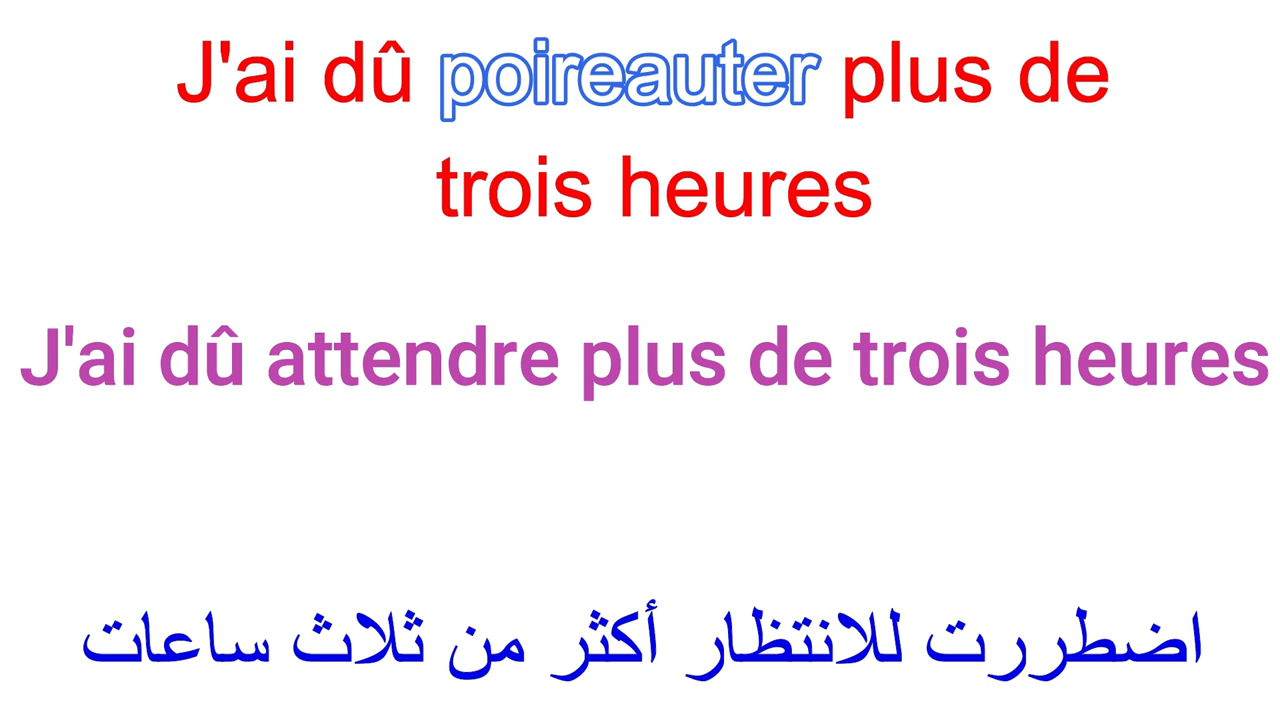 J'ai dû poireauter plus de
trois heures
J'ai dû attendre plus de trois heures
اضطررت للانتظار أكثر من ثلاث ساعات